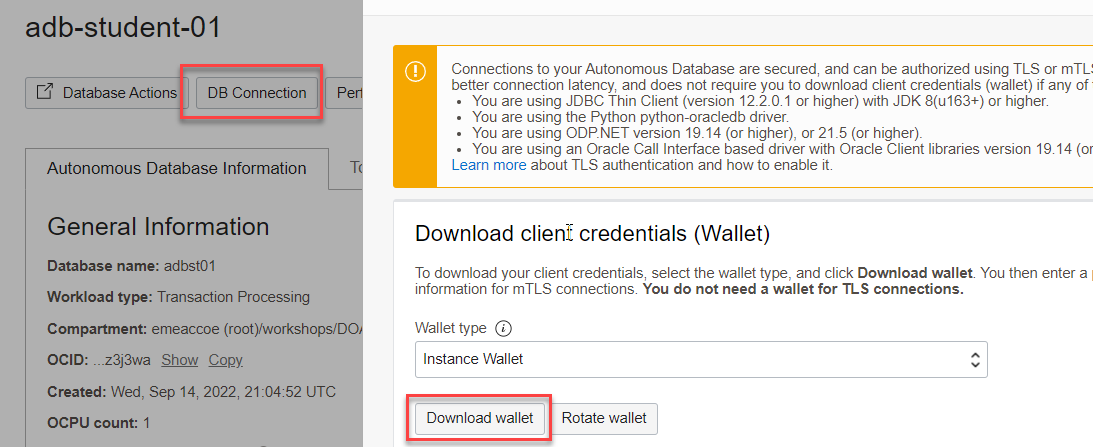 adb-student-01
Database Actions
DB Connection
Autonomous Database Information
General Information
Database name: adbst01
Workload type: Transaction Processing
Compartment: emeaccoe (root)/workshops/
OCID: ...z3j3wa Show Copy
Created: Wed, Sep 14, 2022, 21:04:52 UTC
OCPU count: 1
Connections to your Autonomous Database are secured, and can be authorized using TLS or
better connection latency, and does not require you to download client credentials (wallet) if any of
• You are using JDBC Thin Client (version 12.2.0.1 or higher) with JDK 8(u163+) or higher.
• You are using the Python python-oracledb driver.
• You are using ODP.NET version 19.14 (or higher), or 21.5 (or higher).
• You are using an Oracle Call Interface based driver with Oracle Client libraries version 19.14 (or
Learn more about TLS authentication and how to enable it.
Download client credentials (Wallet)
To download your client credentials, select the wallet type, and click Download wallet. You then enter a
information for mTLS connections. You do not need a wallet for TLS connections.
Wallet type i
Instance Wallet
Download wallet
Rotate wallet